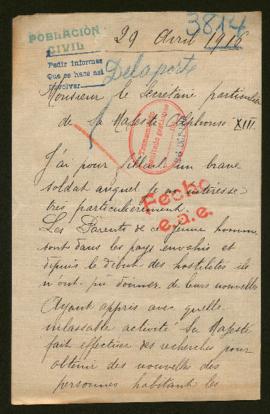 3814
POBLACIÓN
CIVIL
29 Avril 1918
Pedir informes
Que se hace así
Delaporte
Monsieur le Secrétaire particulier
de Sa Majesté Alphonse XIII
J'ai pour filleul un brave
soldat auquel je m'intéresse
très particulièrement.
Fecho
e.a.e.
Les Parents de ce jeune homme
sont dans les pays envahis et
depuis le début des hostilités ils
n'ont pu donner de leurs nouvelles
Ayant appris avec quelle
inlassable activité Sa Majesté
fait effectuer des recherches pour
obtenir des nouvelles des
personnes habitant les